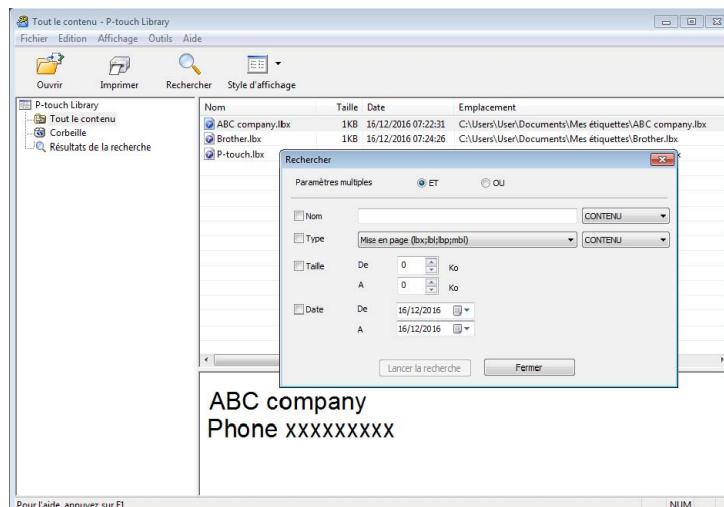 Tout le contenu - P-touch Library
Fichier Edition Affichage Outils Aide
Ouvrir Imprimer Rechercher Style d'affichage
P-touch Library
Tout le contenu
Corbeille
Résultats de la recherche
Nom Taille Date Emplacement
ABC company.lbx 1KB 16/12/2016 07:22:31 C:\Users\User\Documents\Mes étiquettes\ABC company.lbx
Brother.lbx 1KB 16/12/2016 07:24:26 C:\Users\User\Documents\Mes étiquettes\Brother.lbx
P-touch.lbx
Rechercher
Paramètres multiples ET OU
Nom CONTENU
Type Mise en page (lbx;lbl;lbp;mbl) CONTENU
Taille De 0 Ko
A 0 Ko
Date De 16/12/2016
A 16/12/2016
Lancer la recherche Fermer
ABC company
Phone xxxxxxxxx
Pour l'aide, appuyez sur F1 NUM